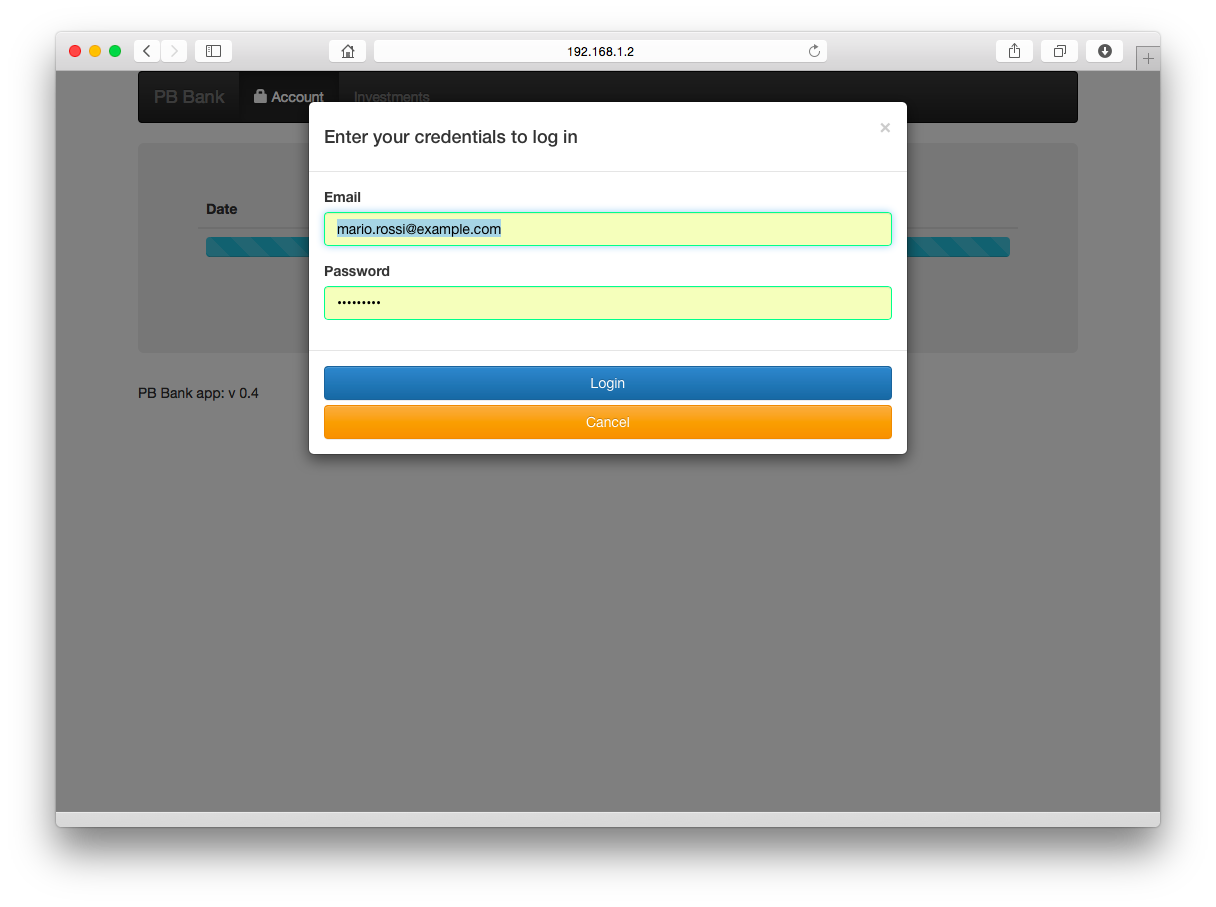 192.168.1.2
PB Bank Account Investments
Enter your credentials to log in
×
Date
Email
mario.rossi@example.com
Password
•••••••••
Login
Cancel
PB Bank app: v 0.4